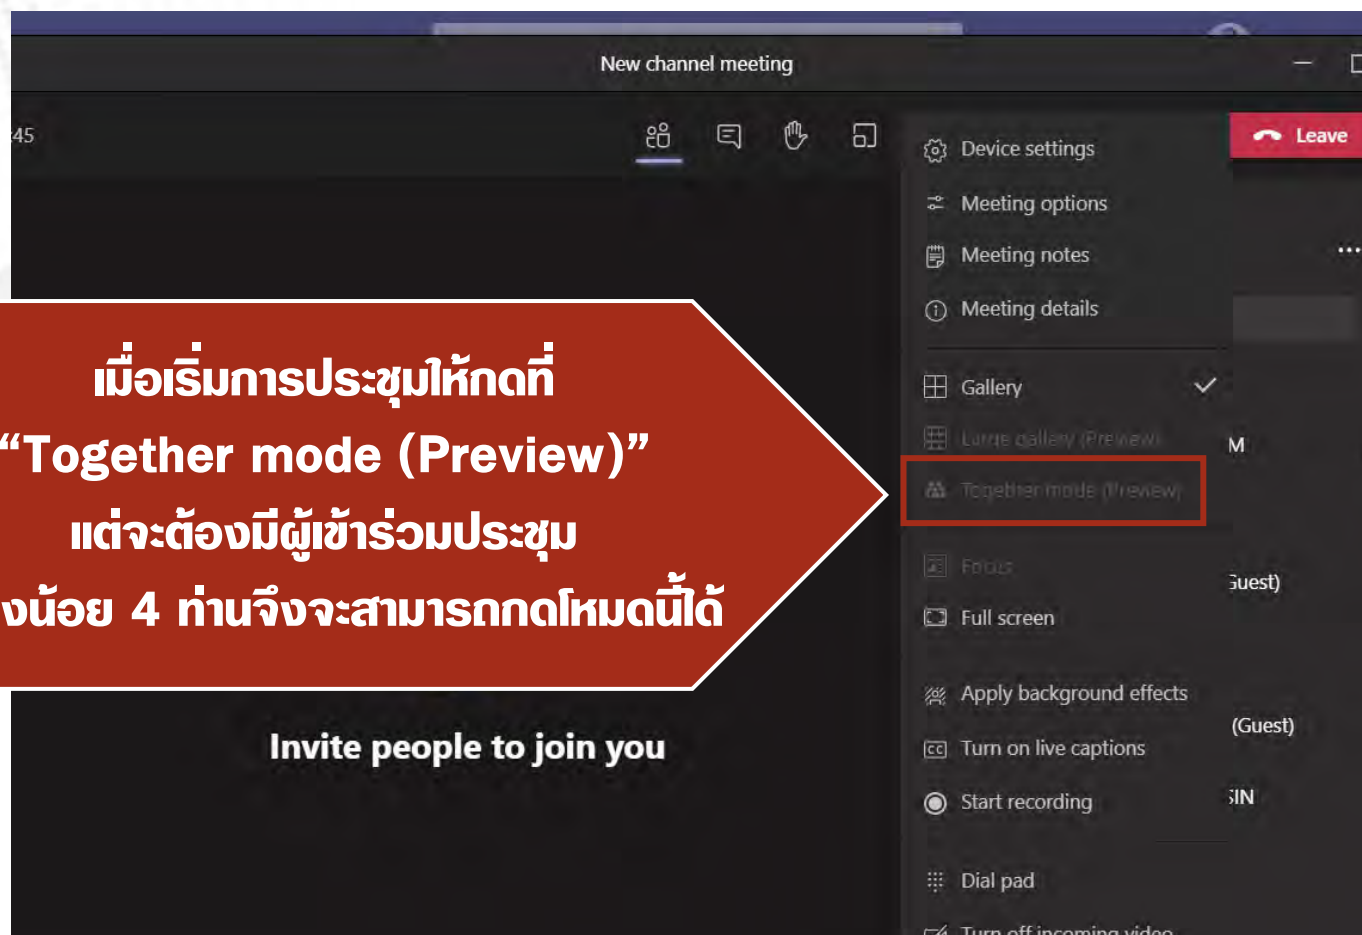 New channel meeting
:45
Leave
Device settings
Meeting options
Meeting notes
Meeting details
Gallery
Large gallery (Preview)
Together mode (Preview)
Focus
Full screen
Apply background effects
Turn on live captions
Start recording
Dial pad
Turn off incoming video
M
Guest)
(Guest)
SIN
เมื่อเริ่มการประชุมให้กดที่
“Together mode (Preview)”
แต่จะต้องมีผู้เข้าร่วมประชุม
งน้อย 4 ท่านจึงจะสามารถกดโหมดนี้ได้
Invite people to join you